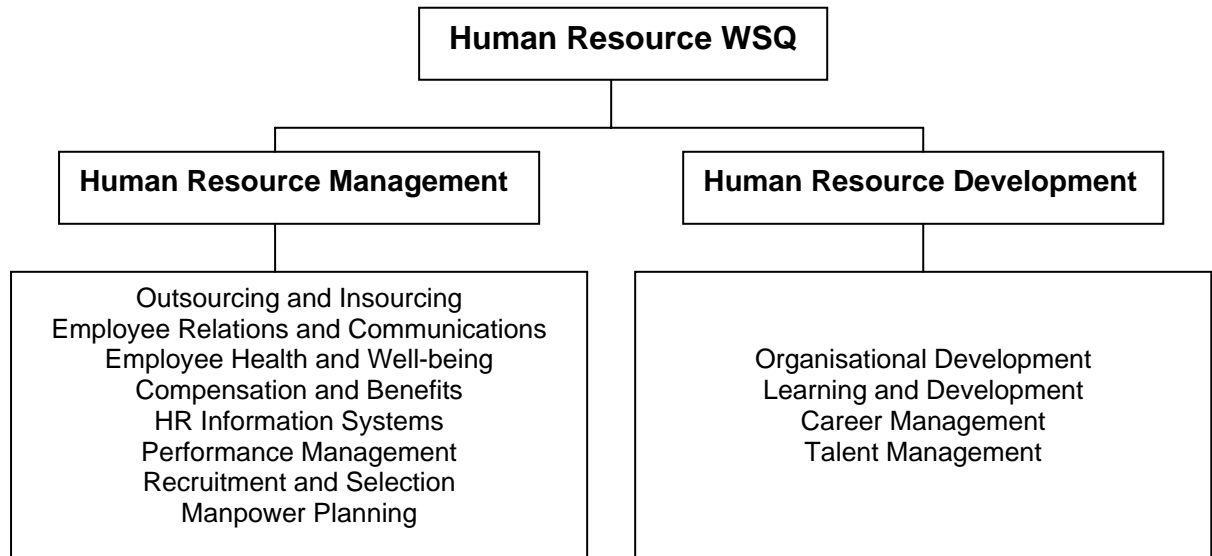 Human Resource WSQ
Human Resource Management
Human Resource Development
Outsourcing and Insourcing
Employee Relations and Communications
Employee Health and Well-being
Compensation and Benefits
HR Information Systems
Performance Management
Recruitment and Selection
Manpower Planning
Organisational Development
Learning and Development
Career Management
Talent Management